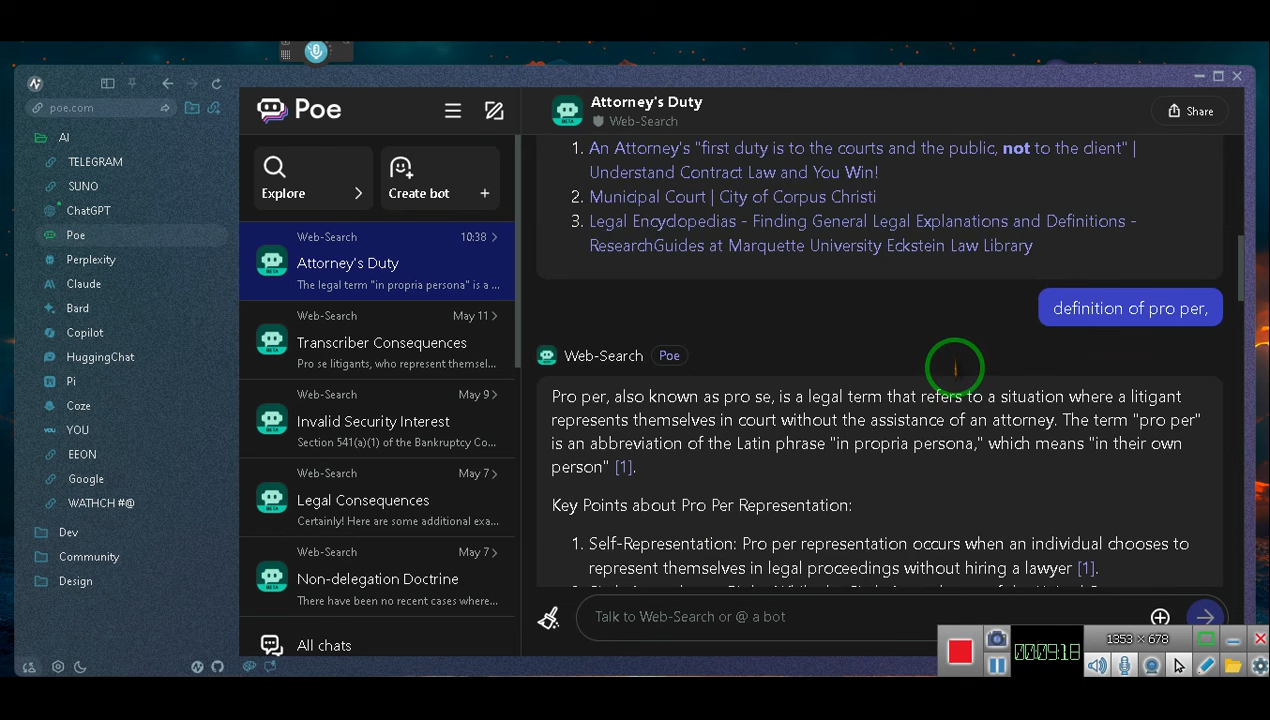 poe.com
AI
TELEGRAM
SUNO
ChatGPT
Poe
Perplexity
Claude
Bard
Copilot
HuggingChat
Pi
Coze
YOU
YOU
EEON
Google
WATHCH #@
Dev
Community
Design
Poe
Explore
Create bot
Web-Search 10:38
Attorney's Duty
BETA
The legal term "in propria persona" is a ...
Web-Search May 11
Transcriber Consequences
BETA
Pro se litigants, who represent themsel...
Web-Search May 9
Invalid Security Interest
BETA
Section 541(a)(1) of the Bankruptcy Co...
Web-Search May 7
Legal Consequences
BETA
Certainly! Here are some additional exa...
Web-Search May 7
Non-delegation Doctrine
BETA
There have been no recent cases where...
All chats
Attorney's Duty
BETA
Web-Search
Share
1. An Attorney's "first duty is to the courts and the public, not to the client" |
Understand Contract Law and You Win!
2. Municipal Court | City of Corpus Christi
3. Legal Encyclopedias - Finding General Legal Explanations and Definitions -
ResearchGuides at Marquette University Eckstein Law Library
definition of pro per,
Web-Search Poe
Pro per, also known as pro se, is a legal term that refers to a situation where a litigant
represents themselves in court without the assistance of an attorney. The term "pro per"
is an abbreviation of the Latin phrase "in propria persona," which means "in their own
person" [1].
Key Points about Pro Per Representation:
1. Self-Representation: Pro per representation occurs when an individual chooses to
represent themselves in legal proceedings without hiring a lawyer [1].
Talk to Web-Search or @ a bot
1353 × 678
00:09:18